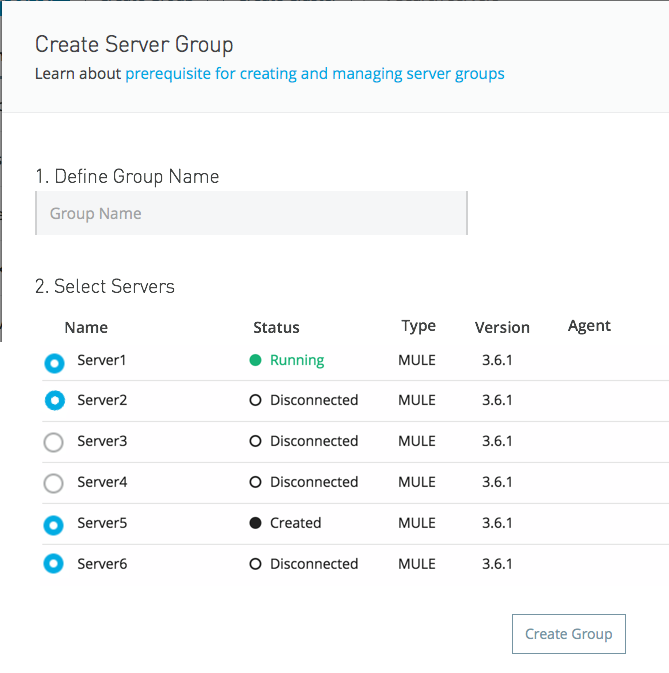 Create Server Group
Learn about prerequisite for creating and managing server groups
1. Define Group Name
Group Name
2. Select Servers
Name Status Type Version Agent
Server1 Running MULE 3.6.1
Server2 Disconnected MULE 3.6.1
Server3 Disconnected MULE 3.6.1
Server4 Disconnected MULE 3.6.1
Server5 Created MULE 3.6.1
Server6 Disconnected MULE 3.6.1
Create Group